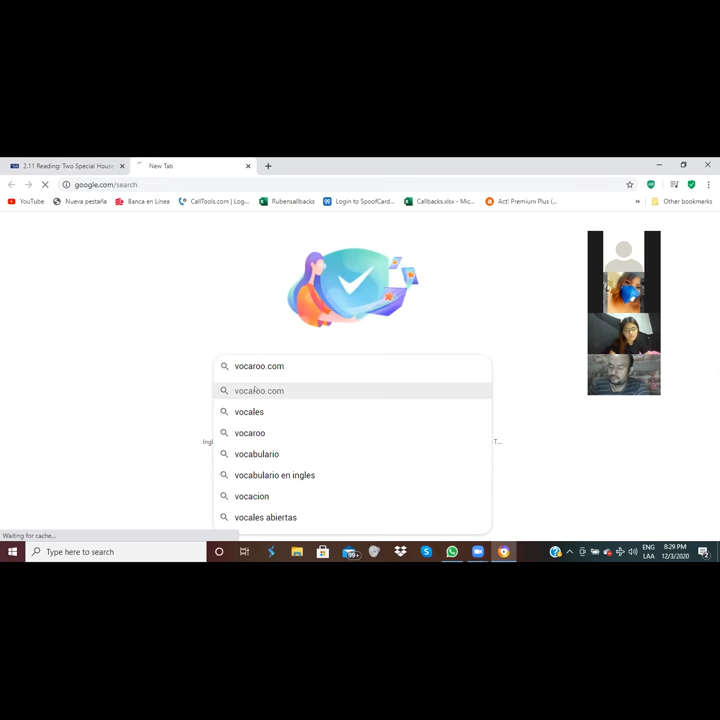 2.11 Reading: Two Special House
New Tab
google.com/search
YouTube
Nueva pestaña
Banca en Línea
CallTools.com | Log...
Rubensallbacks
Login to SpoofCard...
Callbacks.xlsx - Mic...
Act! Premium Plus (...
»
Other bookmarks
vocaroo.com
vocaroo.com
vocales
vocaroo
vocabulario
vocabulario en ingles
vocacion
vocales abiertas
Ingl
T...
Waiting for cache...
Type here to search
99+
ENG
LAA
8:29 PM
12/3/2020